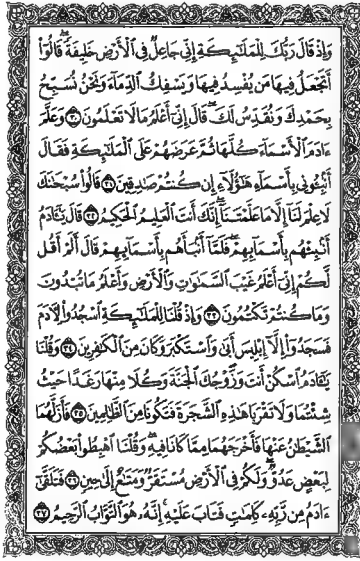 وَإِذْ قَالَ رَبُّكَ لِلْمَلَٰٓئِكَةِ إِنِّى جَاعِلٌ فِى ٱلْأَرْضِ خَلِيفَةً ۖ قَالُوٓا۟
أَتَجْعَلُ فِيهَا مَن يُفْسِدُ فِيهَا وَيَسْفِكُ ٱلدِّمَآءَ وَنَحْنُ نُسَبِّحُ
بِحَمْدِكَ وَنُقَدِّسُ لَكَ ۖ قَالَ إِنِّىٓ أَعْلَمُ مَا لَا تَعْلَمُونَ ٣٠ وَعَلَّمَ
ءَادَمَ ٱلْأَسْمَآءَ كُلَّهَا ثُمَّ عَرَضَهُمْ عَلَى ٱلْمَلَٰٓئِكَةِ فَقَالَ
أَنۢبِـُٔونِى بِأَسْمَآءِ هَٰٓؤُلَآءِ إِن كُنتُمْ صَٰدِقِينَ ٣١ قَالُوا۟ سُبْحَٰنَكَ
لَا عِلْمَ لَنَآ إِلَّا مَا عَلَّمْتَنَآ ۖ إِنَّكَ أَنتَ ٱلْعَلِيمُ ٱلْحَكِيمُ ٣٢ قَالَ يَٰٓـَٔادَمُ
أَنۢبِئْهُم بِأَسْمَآئِهِمْ ۖ فَلَمَّآ أَنۢبَأَهُم بِأَسْمَآئِهِمْ قَالَ أَلَمْ أَقُل
لَّكُمْ إِنِّىٓ أَعْلَمُ غَيْبَ ٱلسَّمَٰوَٰتِ وَٱلْأَرْضِ وَأَعْلَمُ مَا تُبْدُونَ
وَمَا كُنتُمْ تَكْتُمُونَ ٣٣ وَإِذْ قُلْنَا لِلْمَلَٰٓئِكَةِ ٱسْجُدُوا۟ لِـَٔادَمَ
فَسَجَدُوٓا۟ إِلَّآ إِبْلِيسَ أَبَىٰ وَٱسْتَكْبَرَ وَكَانَ مِنَ ٱلْكَٰفِرِينَ ٣٤ وَقُلْنَا
يَٰٓـَٔادَمُ ٱسْكُنْ أَنتَ وَزَوْجُكَ ٱلْجَنَّةَ وَكُلَا مِنْهَا رَغَدًا حَيْثُ
شِئْتُمَا وَلَا تَقْرَبَا هَٰذِهِ ٱلشَّجَرَةَ فَتَكُونَا مِنَ ٱلظَّٰلِمِينَ ٣٥ فَأَزَلَّهُمَا
ٱلشَّيْطَٰنُ عَنْهَا فَأَخْرَجَهُمَا مِمَّا كَانَا فِيهِ ۖ وَقُلْنَا ٱهْبِطُوا۟ بَعْضُكُمْ
لِبَعْضٍ عَدُوٌّ ۖ وَلَكُمْ فِى ٱلْأَرْضِ مُسْتَقَرٌّ وَمَتَٰعٌ إِلَىٰ حِينٍ ٣٦ فَتَلَقَّىٰٓ
ءَادَمُ مِن رَّبِّهِۦ كَلِمَٰتٍ فَتَابَ عَلَيْهِ ۚ إِنَّهُۥ هُوَ ٱلتَّوَّابُ ٱلرَّحِيمُ ٣٧